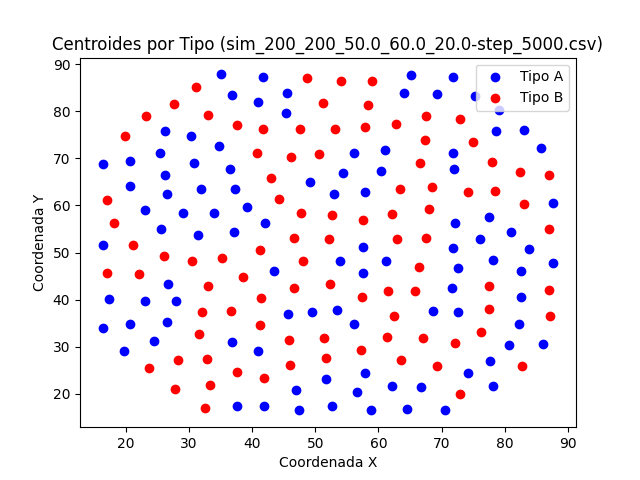 Centroides por Tipo (sim_200_200_50.0_60.0_20.0-step_5000.csv)
Tipo A
Tipo B
90
80
70
60
50
40
30
20
Coordenada Y
20 30 40 50 60 70 80 90
Coordenada X